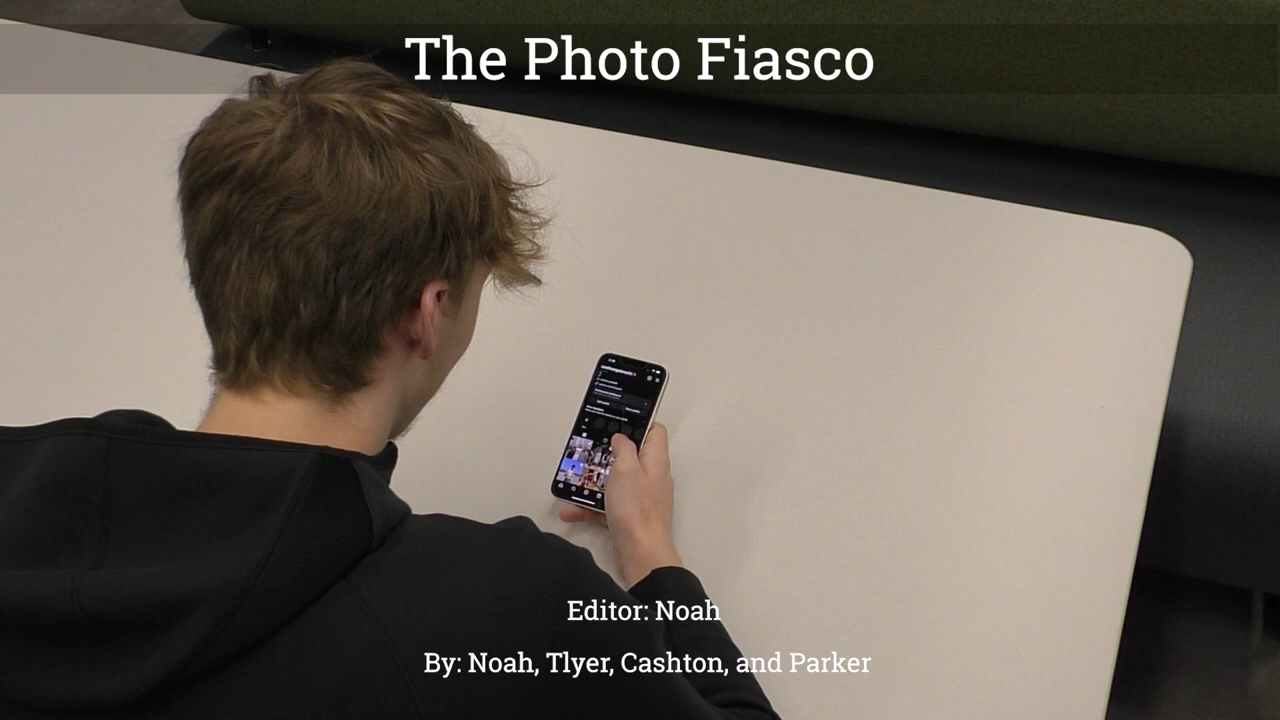 The Photo Fiasco
Editor: Noah
By: Noah, Tlyer, Cashton, and Parker